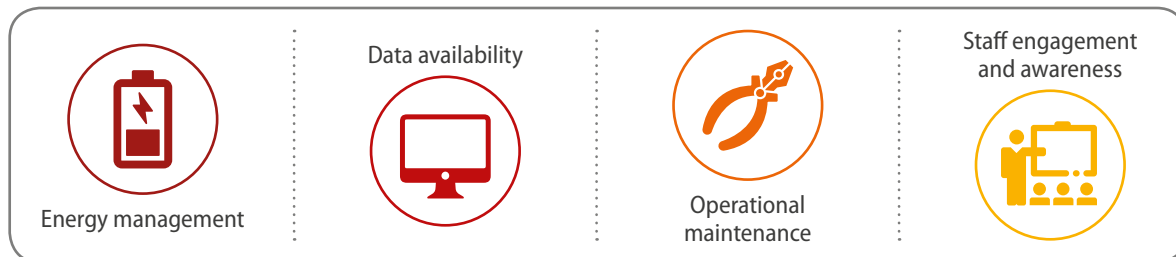 Energy management
Data availability
Operational
maintenance
Staff engagement
and awareness